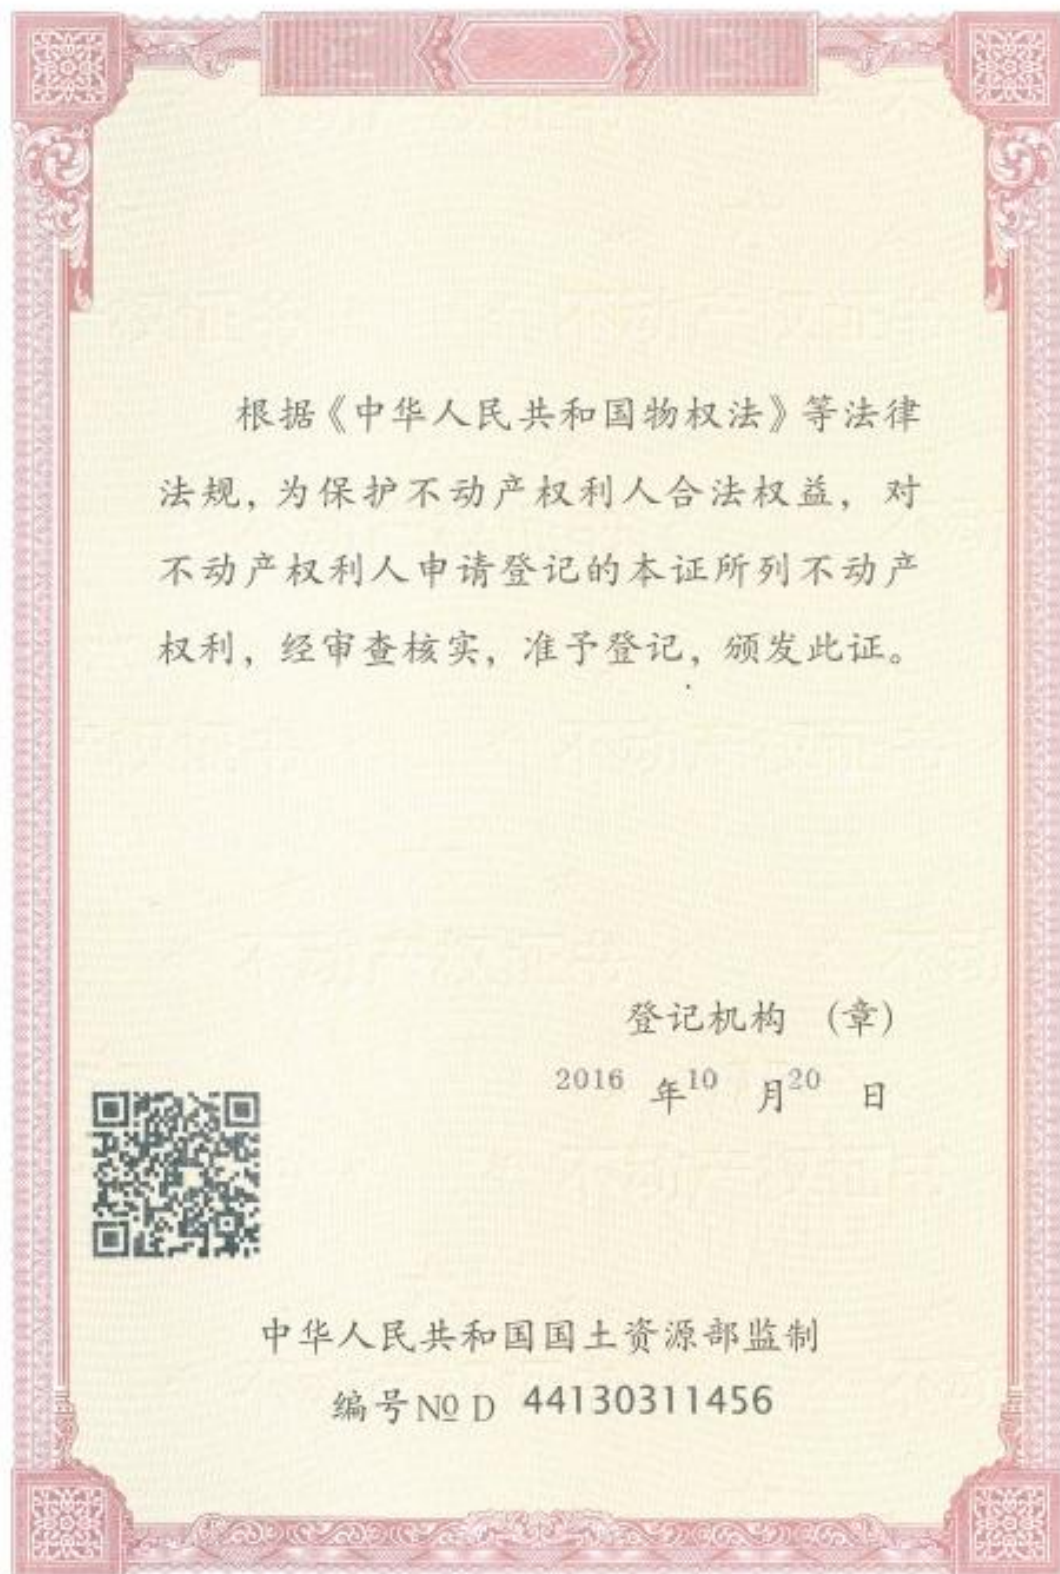 根据《中华人民共和国物权法》等法律
法规,为保护不动产权利人合法权益,对
不动产权利人申请登记的本证所列不动产
权利,经审查核实,准予登记,颁发此证。
登记机构 (章)
2016 年 10 月 20 日
中华人民共和国国土资源部监制
编号№ D 44130311456